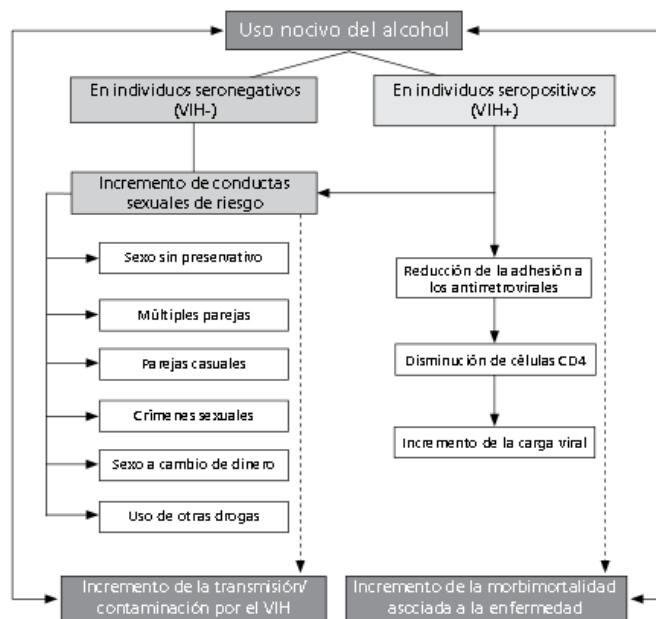 Uso nocivo del alcohol
En individuos seronegativos
(VIH-)
En individuos seropositivos
(VIH+)
Incremento de conductas
sexuales de riesgo
Sexo sin preservativo
Múltiples parejas
Parejas casuales
Crímenes sexuales
Sexo a cambio de dinero
Uso de otras drogas
Reducción de la adhesión a
los antirretrovirales
Disminución de células CD4
Incremento de la carga viral
Incremento de la transmisión/
contaminación por el VIH
Incremento de la morbimortalidad
asociada a la enfermedad